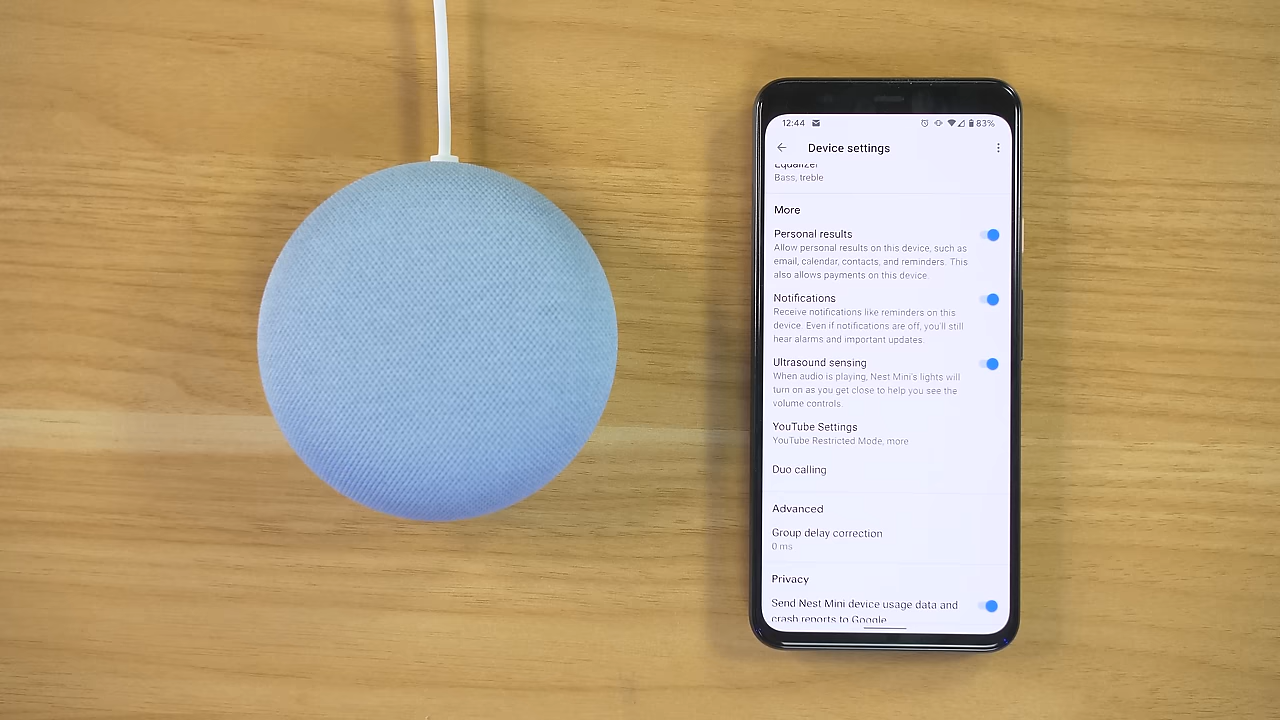 12:44 83%
Device settings
Equalizer
Bass, treble
More
Personal results
Allow personal results on this device, such as
email, calendar, contacts, and reminders. This
also allows payments on this device.
Notifications
Receive notifications like reminders on this
device. Even if notifications are off, you'll still
hear alarms and important updates.
Ultrasound sensing
When audio is playing, Nest Mini's lights will
turn on as you get close to help you see the
volume controls.
YouTube Settings
YouTube Restricted Mode, more
Duo calling
Advanced
Group delay correction
0 ms
Privacy
Send Nest Mini device usage data and
crash reports to Google